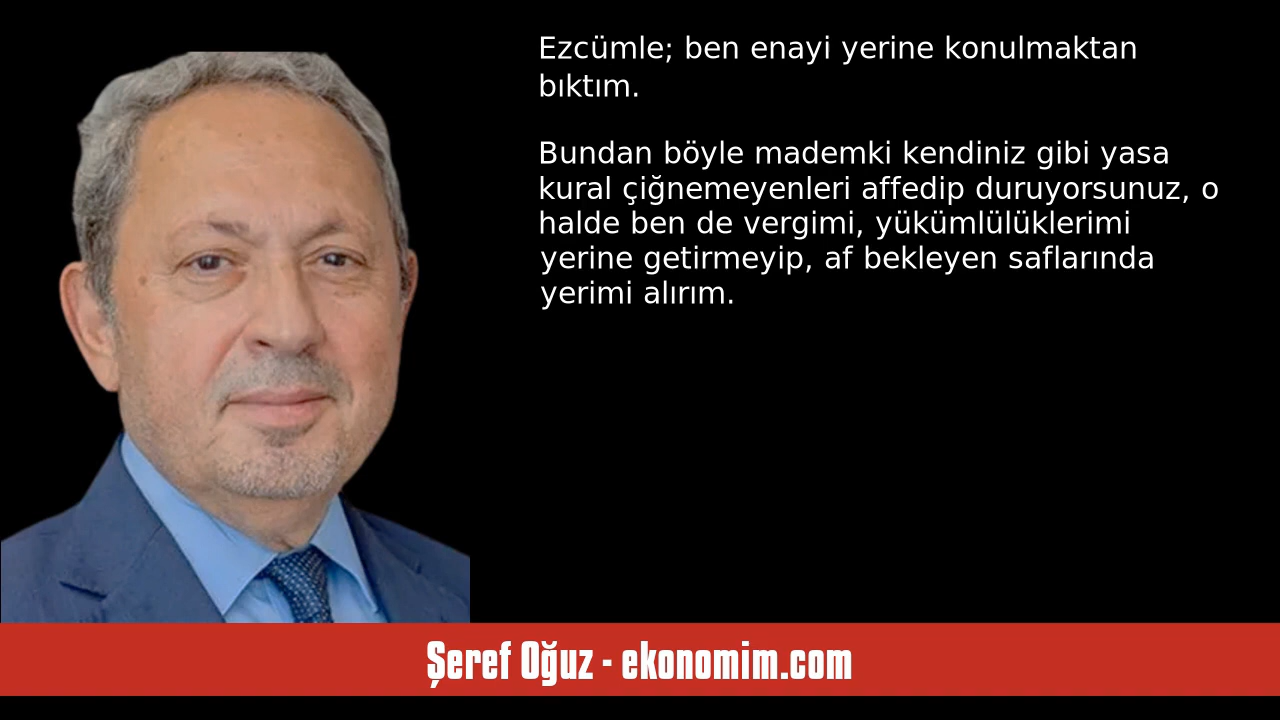 Ezcümle; ben enayi yerine konulmaktan
bıktım.
Bundan böyle mademki kendiniz gibi yasa
kural çiğnemeyenleri affedip duruyorsunuz, o
halde ben de vergimi, yükümlülüklerimi
yerine getirmeyip, af bekleyen saflarında
yerimi alırım.
Şeref Oğuz - ekonomim.com